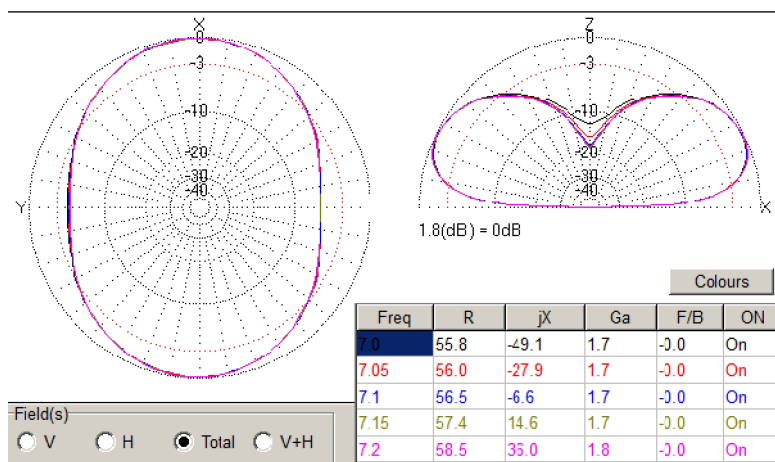 X
0
-3
-10
-20
-30
-40
Y
Z
0
-3
-10
-20
-30
-40
X
1.8(dB) = 0dB
Colours
Freq R jX Ga F/B ON
7.0 55.8 -49.1 1.7 -0.0 On
7.05 56.0 -27.9 1.7 -0.0 On
7.1 56.5 -6.6 1.7 -0.0 On
7.15 57.4 14.6 1.7 -0.0 On
7.2 58.5 36.0 1.8 -0.0 On
Field(s)
V H Total V+H